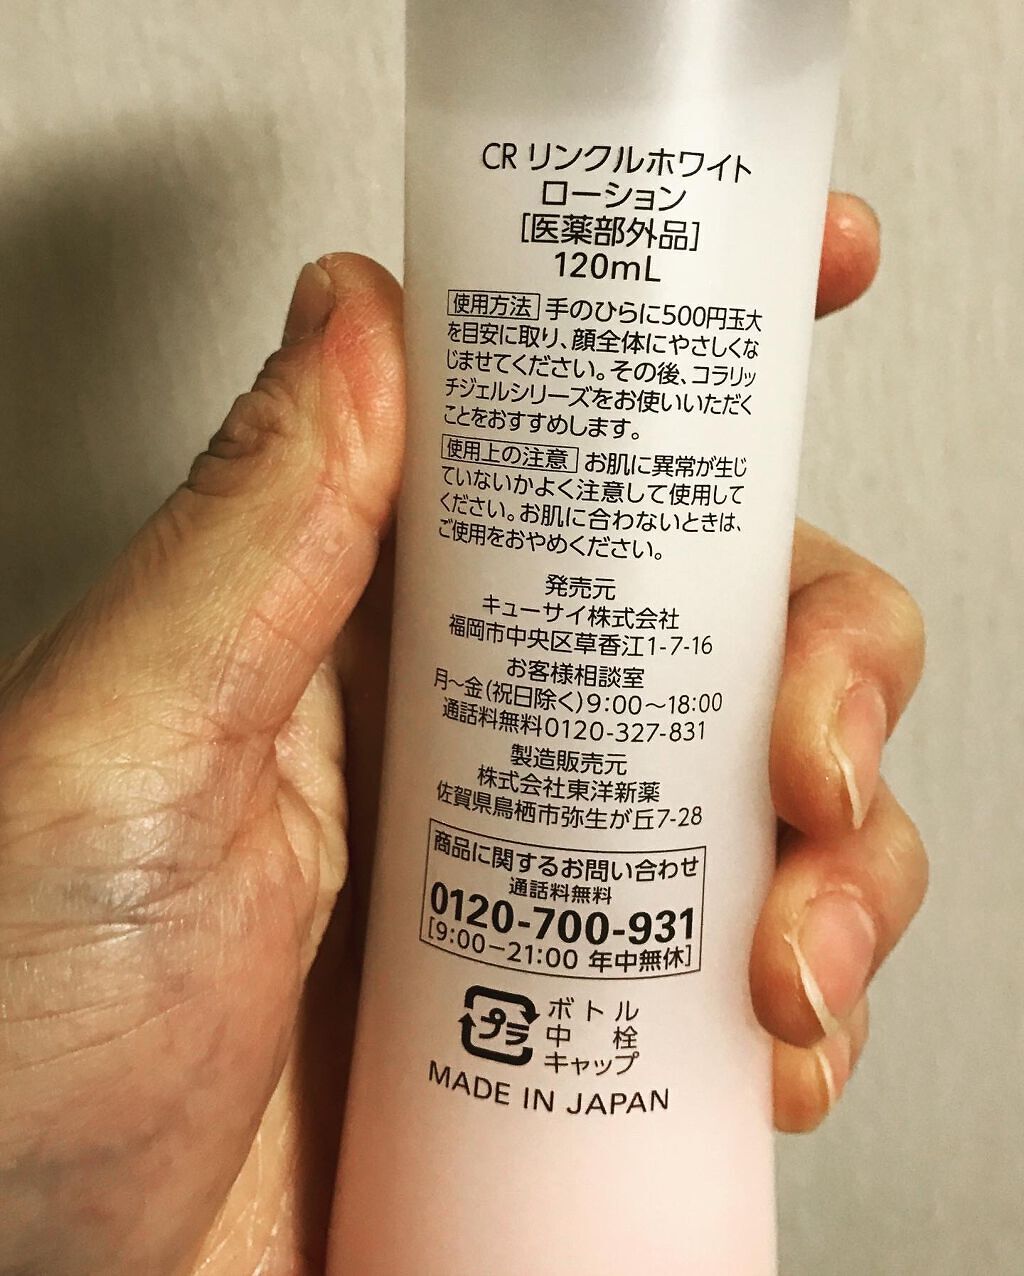 CR リンクルホワイト
ローション
[医薬部外品]
120mL
使用方法 手のひらに500円玉大
を目安に取り、顔全体にやさしくな
じませてください。その後、コラリッ
チジェルシリーズをお使いいただく
ことをおすすめします。
使用上の注意 お肌に異常が生じ
ていないかよく注意して使用して
ください。お肌に合わないときは、
ご使用をおやめください。
発売元
キューサイ株式会社
福岡市中央区草香江1-7-16
お客様相談室
月〜金(祝日除く)9:00〜18:00
通話料無料0120-327-831
製造販売元
株式会社東洋新薬
佐賀県鳥栖市弥生が丘7-28
商品に関するお問い合わせ
通話料無料
0120-700-931
[9:00−21:00 年中無休]
プラ
ボトル
中栓
キャップ
MADE IN JAPAN